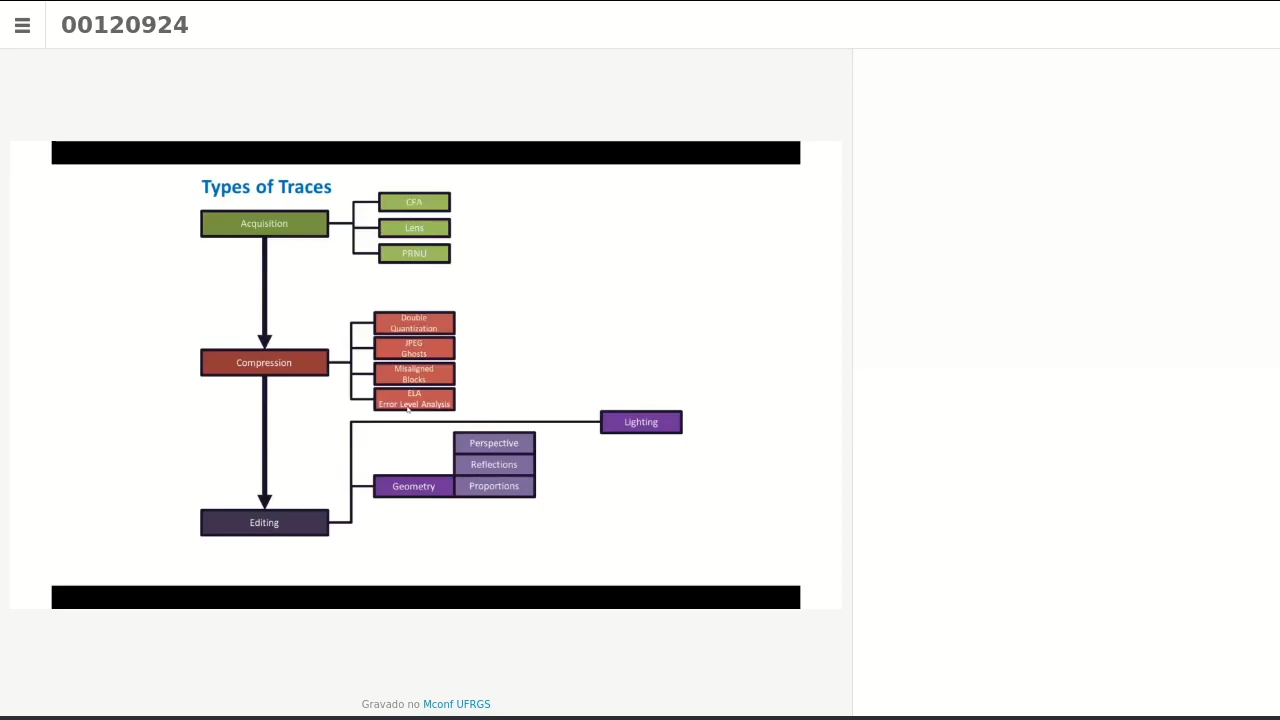 00120924
Types of Traces
Acquisition
CFA
Lens
PRNU
Compression
Double
Quantization
JPEG
Ghosts
Misaligned
Blocks
ELA
Error Level Analysis
Lighting
Perspective
Reflections
Geometry
Proportions
Editing
Gravado no Mconf UFRGS